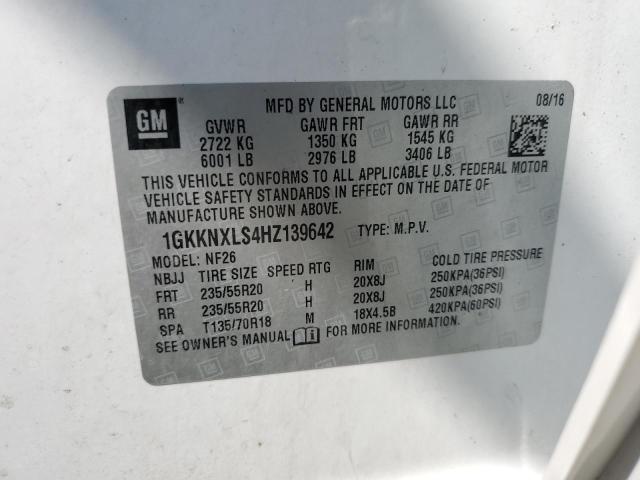 GM
MFD BY GENERAL MOTORS LLC 08/16
GVWR GAWR FRT GAWR RR
2722 KG 1350 KG 1545 KG
6001 LB 2976 LB 3406 LB
THIS VEHICLE CONFORMS TO ALL APPLICABLE U.S. FEDERAL MOTOR
VEHICLE SAFETY STANDARDS IN EFFECT ON THE DATE OF
MANUFACTURE SHOWN ABOVE.
1GKKNXLS4HZ139642 TYPE: M.P.V.
MODEL: NF26
NBJJ TIRE SIZE SPEED RTG RIM COLD TIRE PRESSURE
FRT 235/55R20 H 20X8J 250KPA(36PSI)
RR 235/55R20 H 20X8J 250KPA(36PSI)
SPA T135/70R18 M 18X4.5B 420KPA(60PSI)
SEE OWNER'S MANUAL FOR MORE INFORMATION.